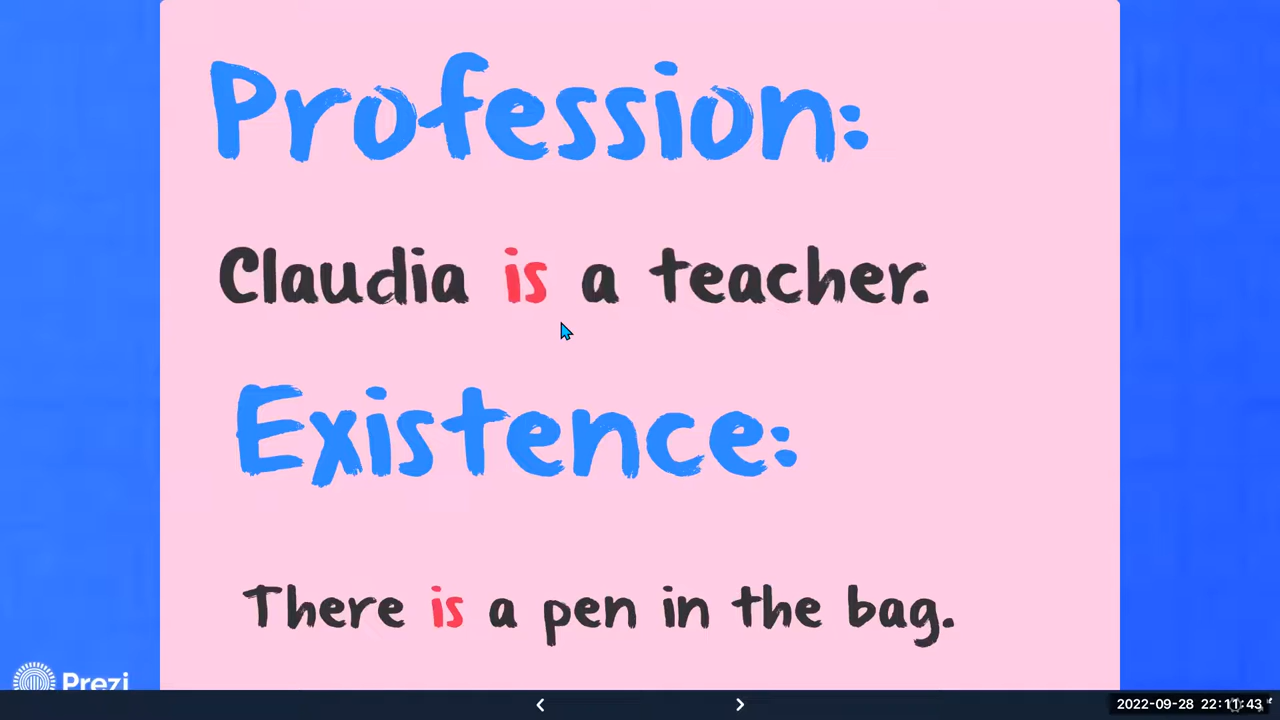 Profession:
Claudia is a teacher.
Existence:
There is a pen in the bag.
Prezi
2022-09-28 22:11:43